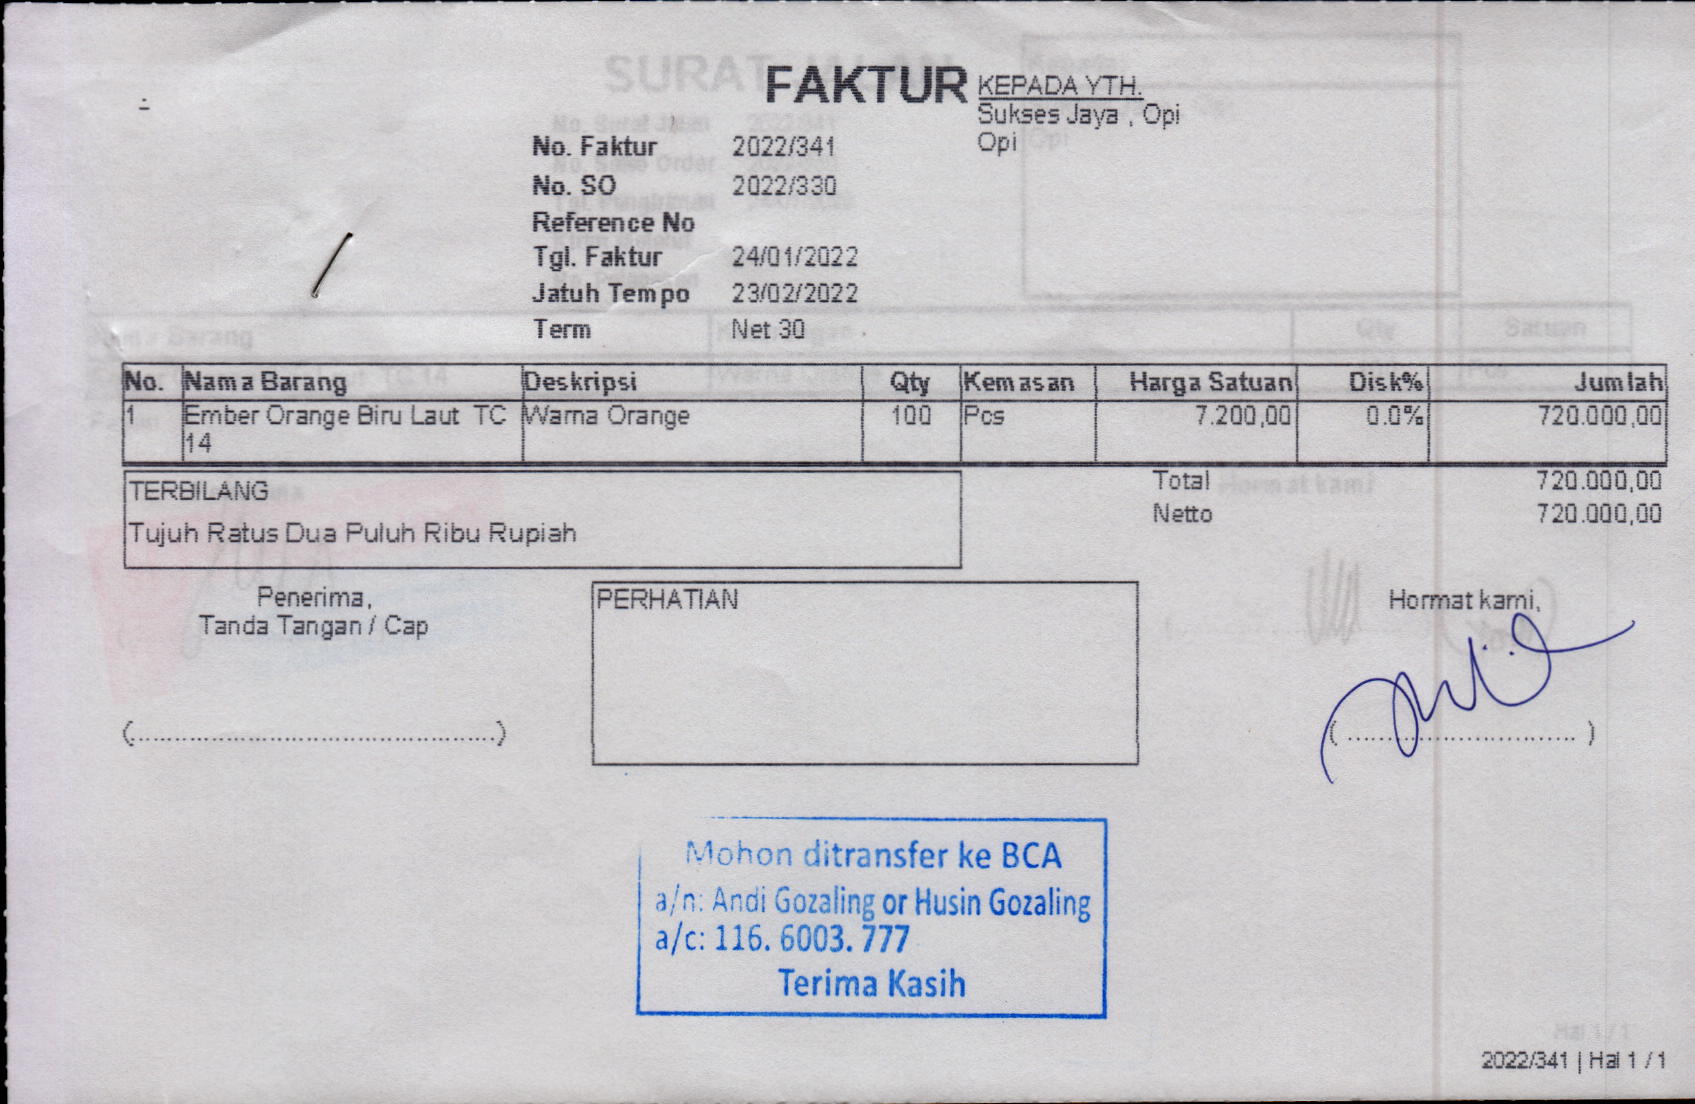 FAKTUR
KEPADA YTH.
Sukses Jaya , Opi
Opi
No. Faktur 2022/341
No. SO 2022/330
Reference No
Tgl. Faktur 24/01/2022
Jatuh Tempo 23/02/2022
Term Net 30
No. Nama Barang Deskripsi Qty Kemasan Harga Satuan Disk% Jumlah
1 Ember Orange Biru Laut TC Warna Orange 100 Pcs 7.200,00 0.0% 720.000,00
14
TERBILANG
Tujuh Ratus Dua Puluh Ribu Rupiah
Total 720.000,00
Netto 720.000,00
Penerima,
Tanda Tangan / Cap
(..................................................)
PERHATIAN
Hormat kami,
( ............................... )
Mohon ditransfer ke BCA
a/n: Andi Gozaling or Husin Gozaling
a/c: 116. 6003. 777
Terima Kasih
2022/341 | Hal 1 / 1